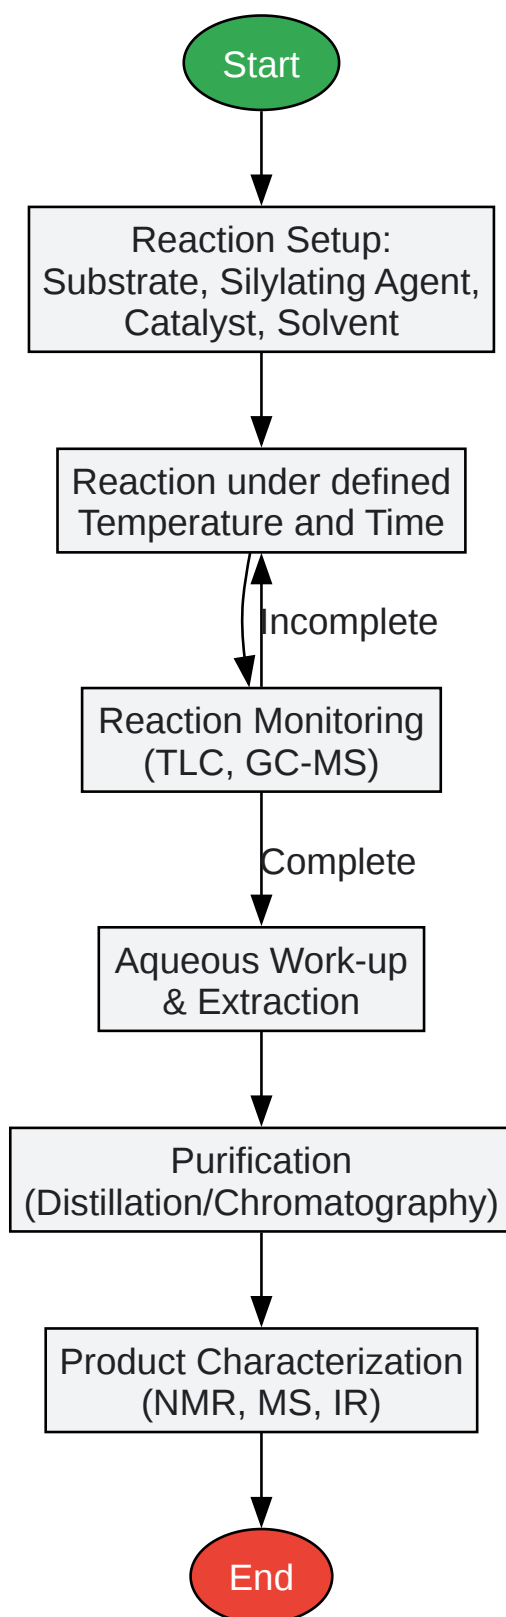 Start
Reaction Setup:
Substrate, Silylating Agent,
Catalyst, Solvent
Reaction under defined
Temperature and Time
Incomplete
Reaction Monitoring
(TLC, GC-MS)
Complete
Aqueous Work-up
& Extraction
Purification
(Distillation/Chromatography)
Product Characterization
(NMR, MS, IR)
End